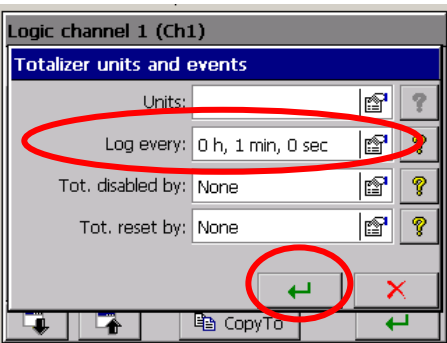 Logic channel 1 (Ch1)
Totalizer units and events
Units:
?
Log every: 0 h, 1 min, 0 sec ?
Tot. disabled by: None ?
Tot. reset by: None ?
CopyTo